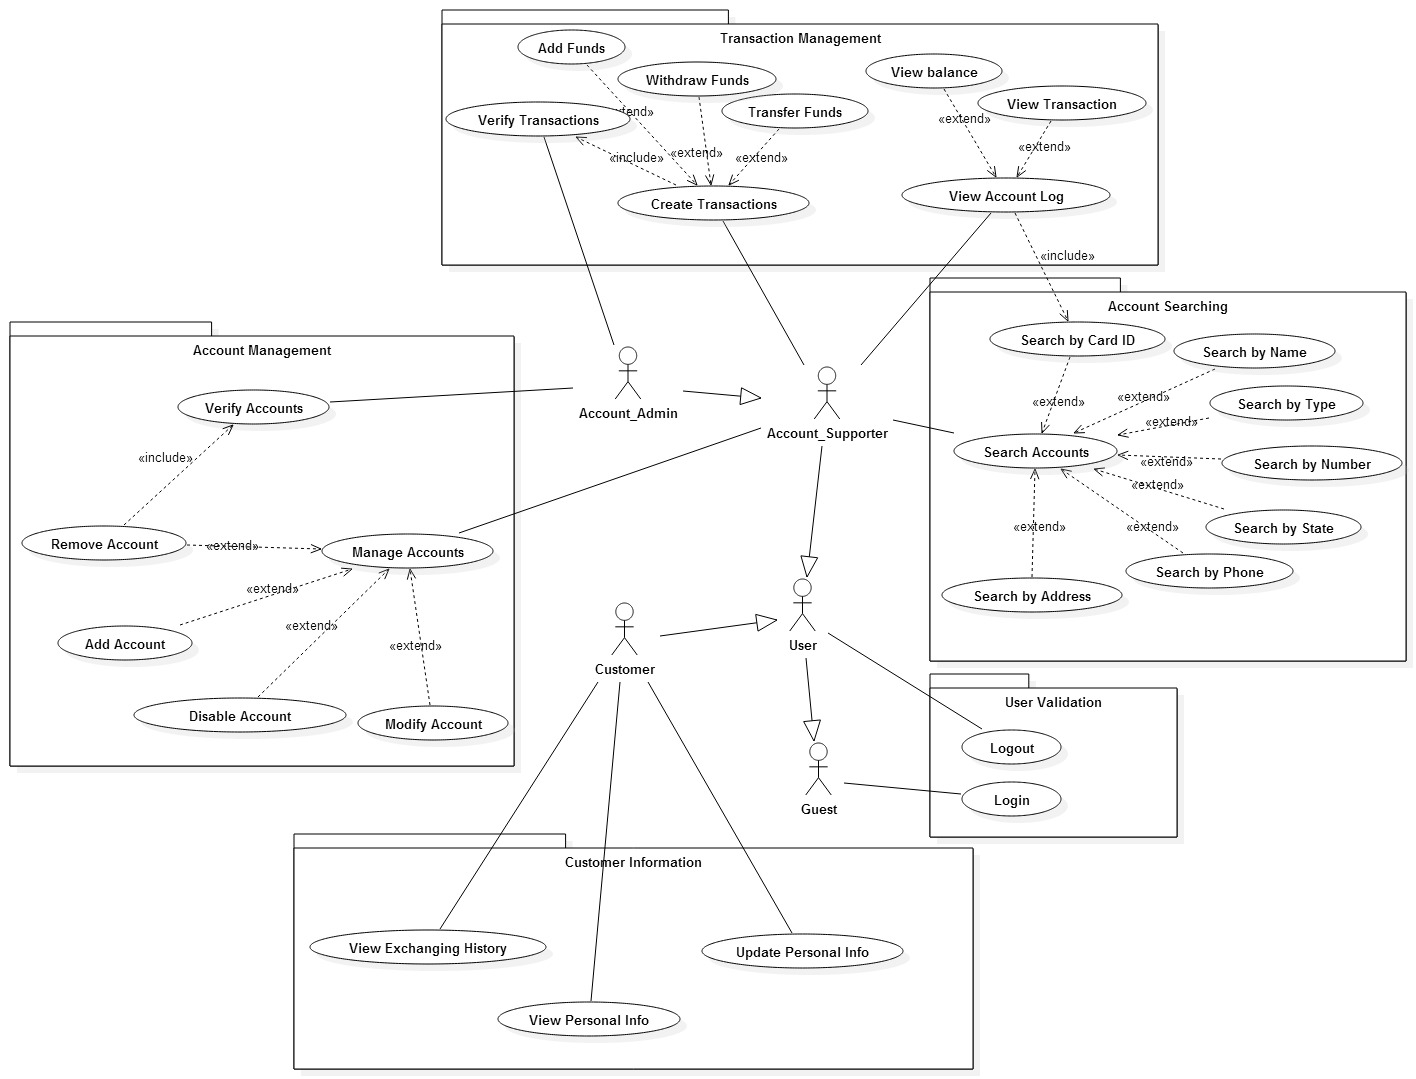 Transaction Management
Add Funds
Withdraw Funds
View balance
View Transaction
Transfer Funds
Verify Transactions
tend»
«extend»
«extend»
«extend»
«extend»
«include»
Create Transactions
View Account Log
«include»
Account Searching
Search by Card ID
Search by Name
Search by Type
Search Accounts
Search by Number
Search by State
Search by Phone
Search by Address
«extend»
«extend»
«extend»
«extend»
«extend»
«extend»
«extend»
Account Management
Verify Accounts
«include»
Remove Account
«extend»
Manage Accounts
«extend»
Add Account
«extend»
«extend»
Disable Account
Modify Account
Account_Admin
Account_Supporter
Customer
User
Guest
User Validation
Logout
Login
Customer Information
View Exchanging History
Update Personal Info
View Personal Info